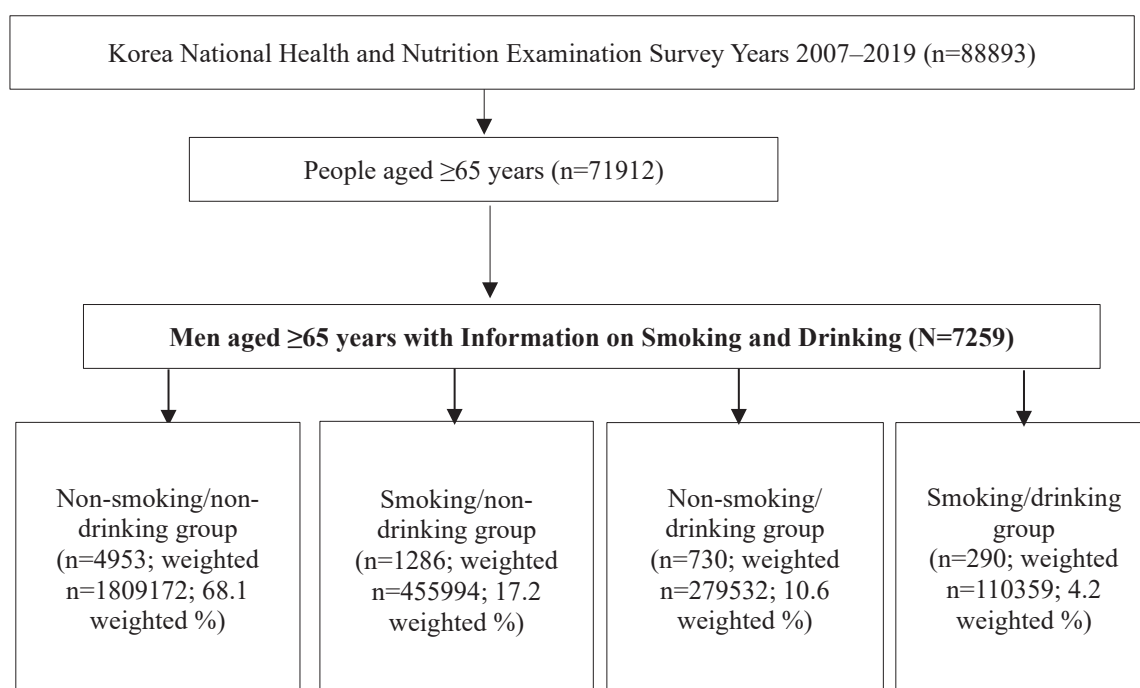 Korea National Health and Nutrition Examination Survey Years 2007–2019 (n=88893)
People aged ≥65 years (n=71912)
Men aged ≥65 years with Information on Smoking and Drinking (N=7259)
Non-smoking/non-
drinking group
(n=4953; weighted
n=1809172; 68.1
weighted %)
Smoking/non-
drinking group
(n=1286; weighted
n=455994; 17.2
weighted %)
Non-smoking/
drinking group
(n=730; weighted
n=279532; 10.6
weighted %)
Smoking/drinking
group
(n=290; weighted
n=110359; 4.2
weighted %)